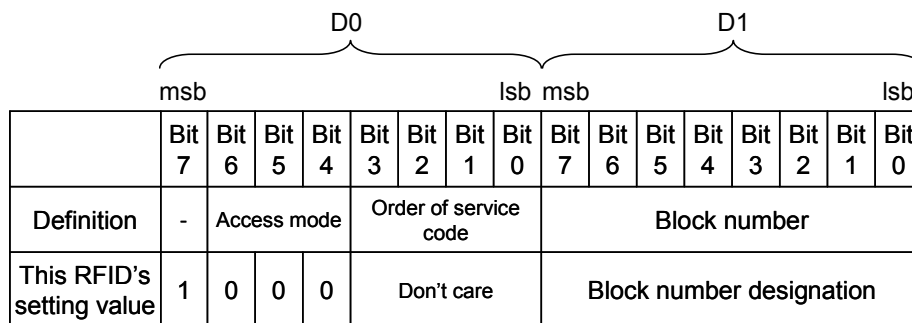 D0 D1
msb lsb msb lsb
Bit 7 Bit 6 Bit 5 Bit 4 Bit 3 Bit 2 Bit 1 Bit 0 Bit 7 Bit 6 Bit 5 Bit 4 Bit 3 Bit 2 Bit 1 Bit 0
Definition - Access mode Order of service code Block number
This RFID's setting value 1 0 0 0 Don't care Block number designation